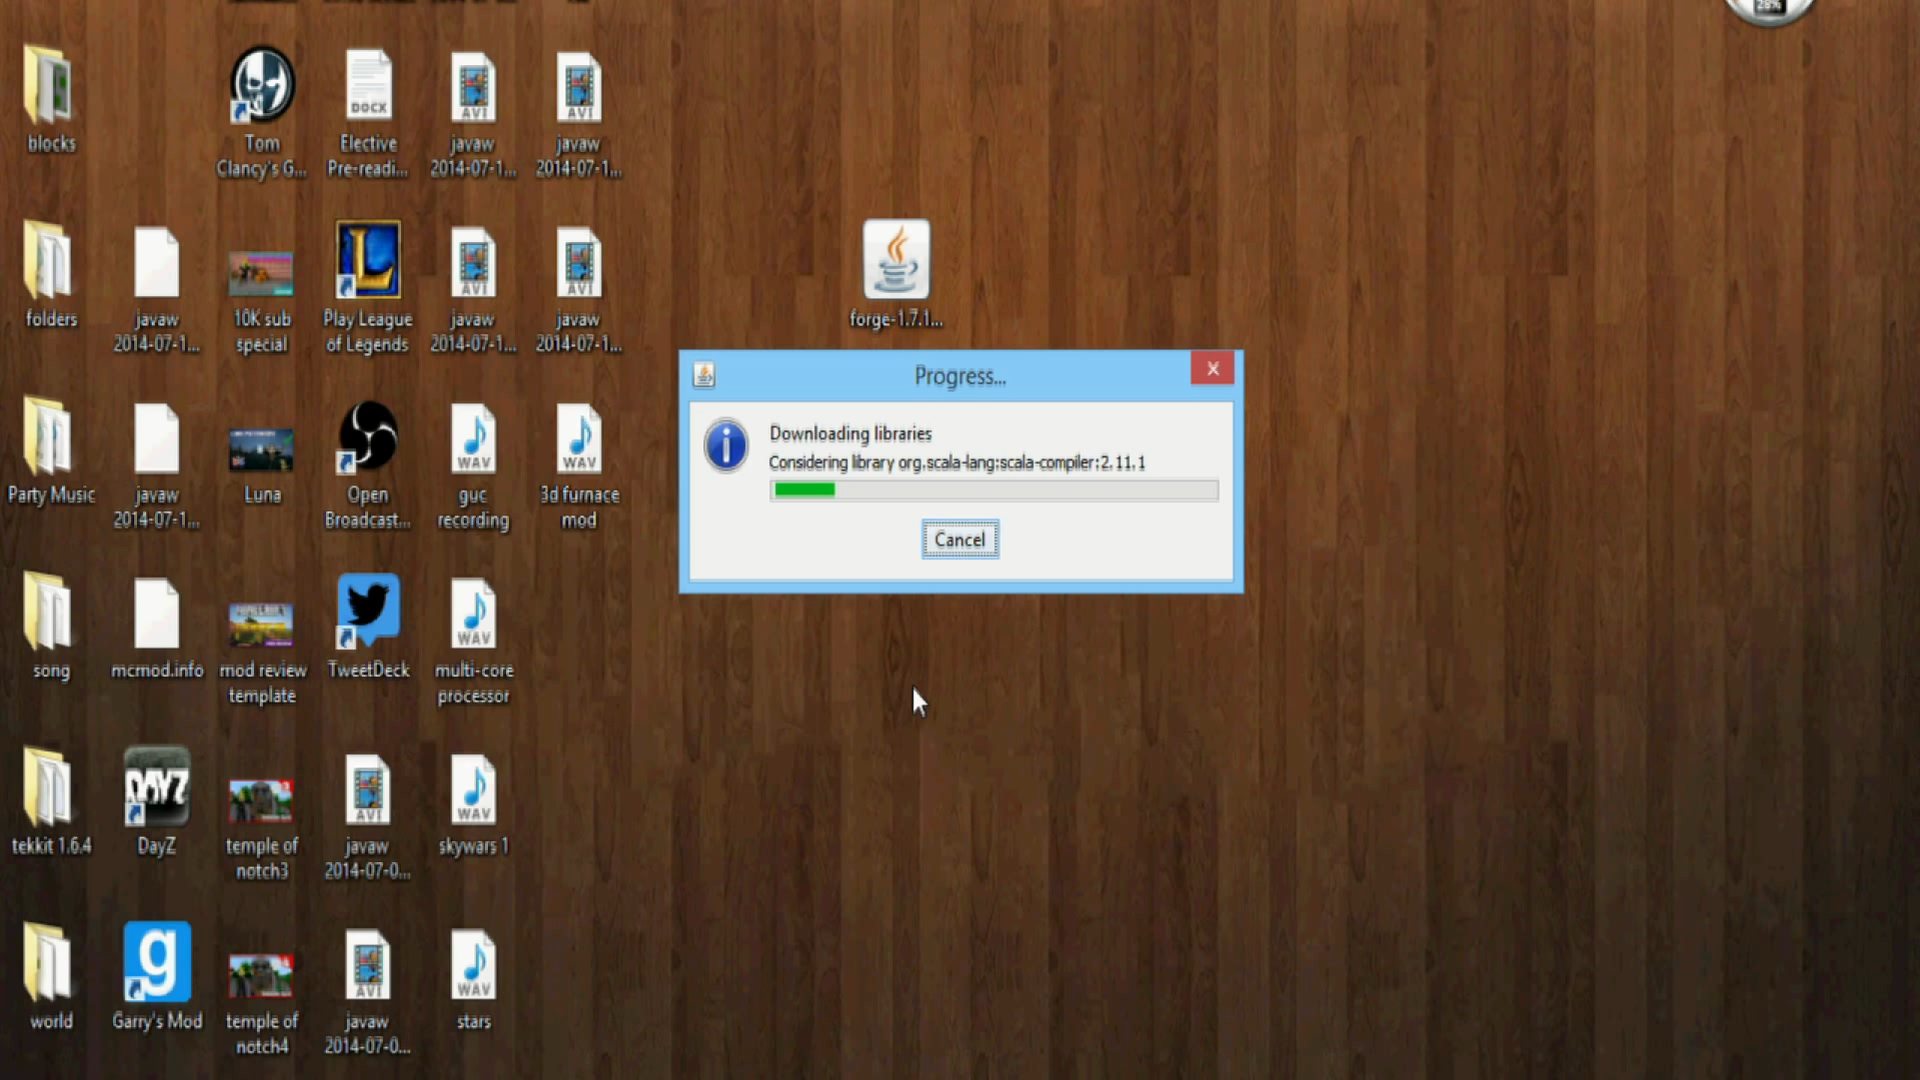 28%
blocks
Tom
Clancy's G...
DOCX
Elective
Pre-readi...
AVI
javaw
2014-07-1...
AVI
javaw
2014-07-1...
folders
javaw
2014-07-1...
10K sub
special
L
Play League
of Legends
AVI
javaw
2014-07-1...
AVI
javaw
2014-07-1...
forge-1.7.1...
Progress...
X
Downloading libraries
Considering library org.scala-lang:scala-compiler:2.11.1
Cancel
Party Music
javaw
2014-07-1...
Luna
Open
Broadcast...
WAV
guc
recording
WAV
3d furnace
mod
song
mcmod.info
mod review
template
TweetDeck
WAV
multi-core
processor
tekkit 1.6.4
DAYZ
DayZ
temple of
notch3
AVI
javaw
2014-07-0...
WAV
skywars 1
world
g
Garry's Mod
temple of
notch4
AVI
javaw
2014-07-0...
WAV
stars